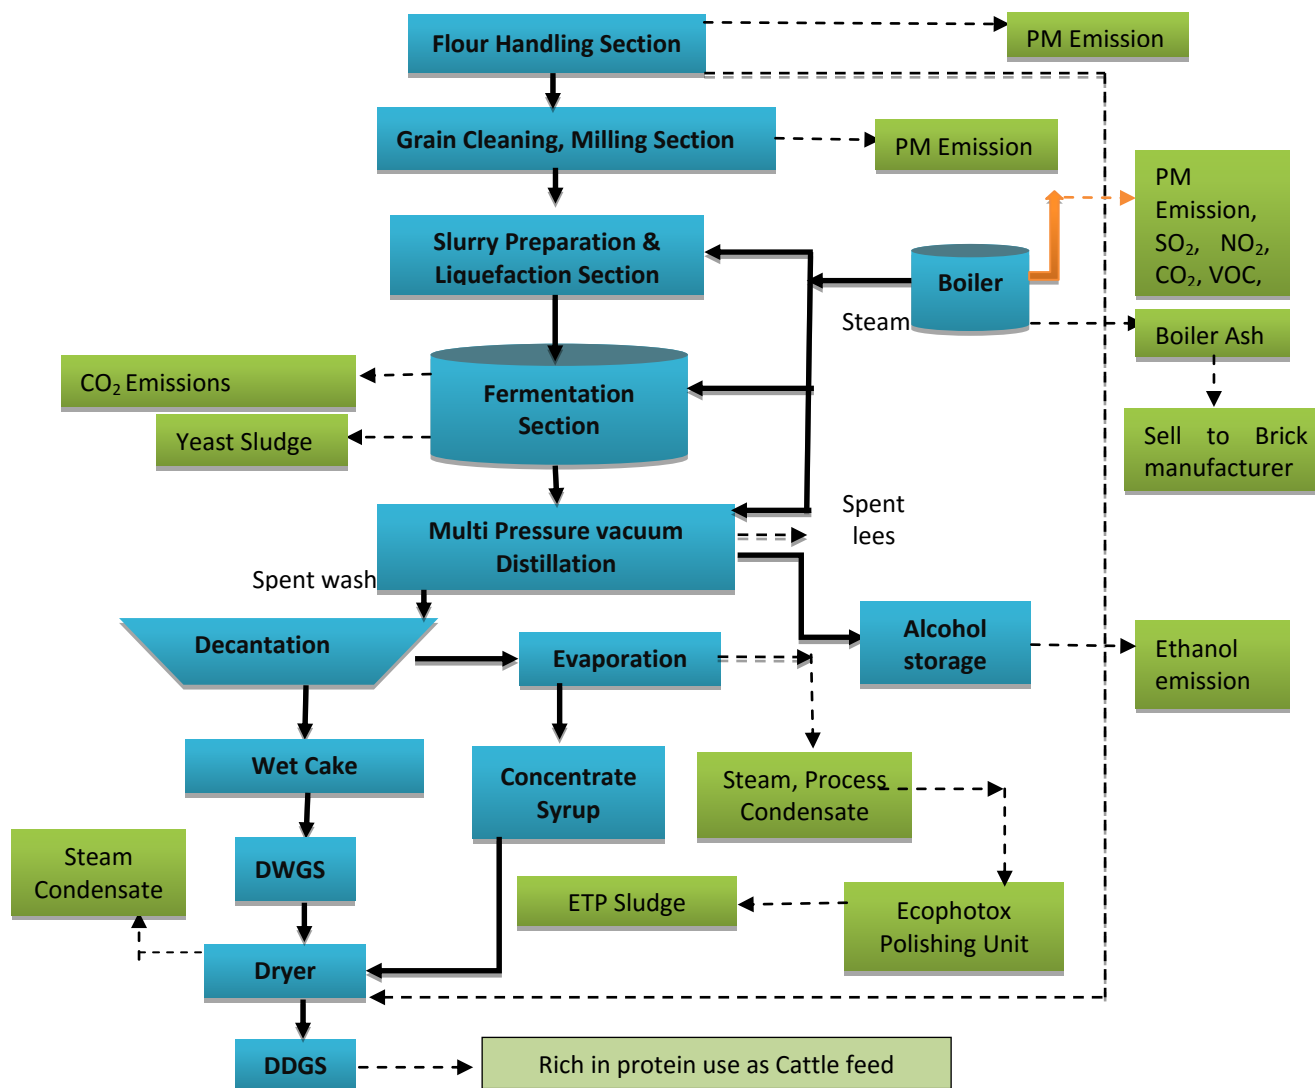 Flour Handling Section
PM Emission
Grain Cleaning, Milling Section
PM Emission
PM
Emission,
SO₂, NO₂,
CO₂, VOC,
Slurry Preparation &
Liquefaction Section
Boiler
Steam
Boiler Ash
CO₂ Emissions
Fermentation
Section
Yeast Sludge
Sell to Brick
manufacturer
Multi Pressure vacuum
Distillation
Spent
lees
Spent wash
Decantation
Evaporation
Alcohol
storage
Ethanol
emission
Wet Cake
Concentrate
Syrup
Steam, Process
Condensate
Steam
Condensate
DWGS
ETP Sludge
Ecophotox
Polishing Unit
Dryer
DDGS
Rich in protein use as Cattle feed